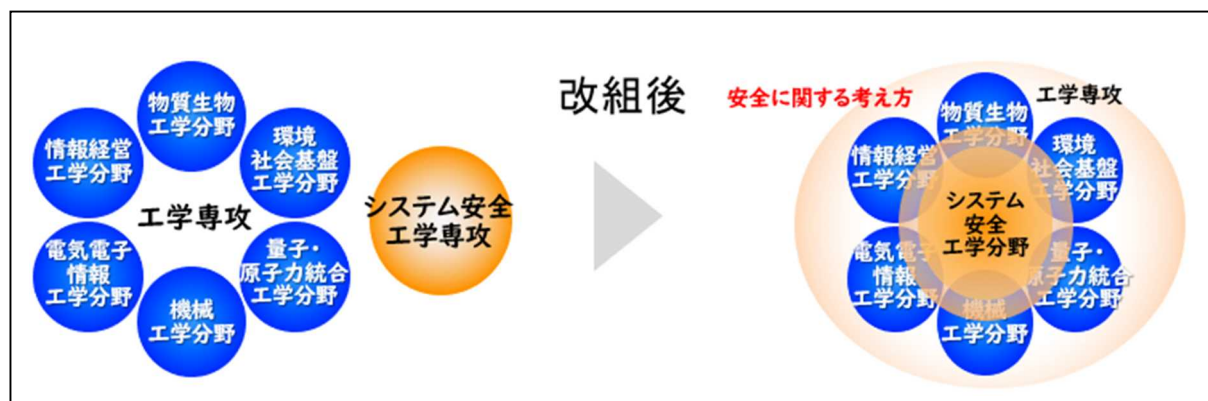 物質生物
工学分野
情報経営
工学分野
環境
社会基盤
工学分野
工学専攻
電気電子
情報
工学分野
量子・
原子力統合
工学分野
機械
工学分野
システム安全
工学専攻
改組後
安全に関する考え方
工学専攻
物質生物
工学分野
情報経営
工学分野
環境
社会基盤
工学分野
システム
安全
工学分野
電気電子
情報
工学分野
量子・
原子力統合
工学分野
機械
工学分野